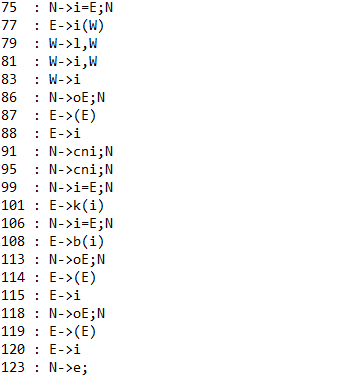 75  : N->i=E;N
77  : E->i(W)
79  : W->l,W
81  : W->i,W
83  : W->i
86  : N->oE;N
87  : E->(E)
88  : E->i
91  : N->cni;N
95  : N->cni;N
99  : N->i=E;N
101 : E->k(i)
106 : N->i=E;N
108 : E->b(i)
113 : N->oE;N
114 : E->(E)
115 : E->i
118 : N->oE;N
119 : E->(E)
120 : E->i
123 : N->e;